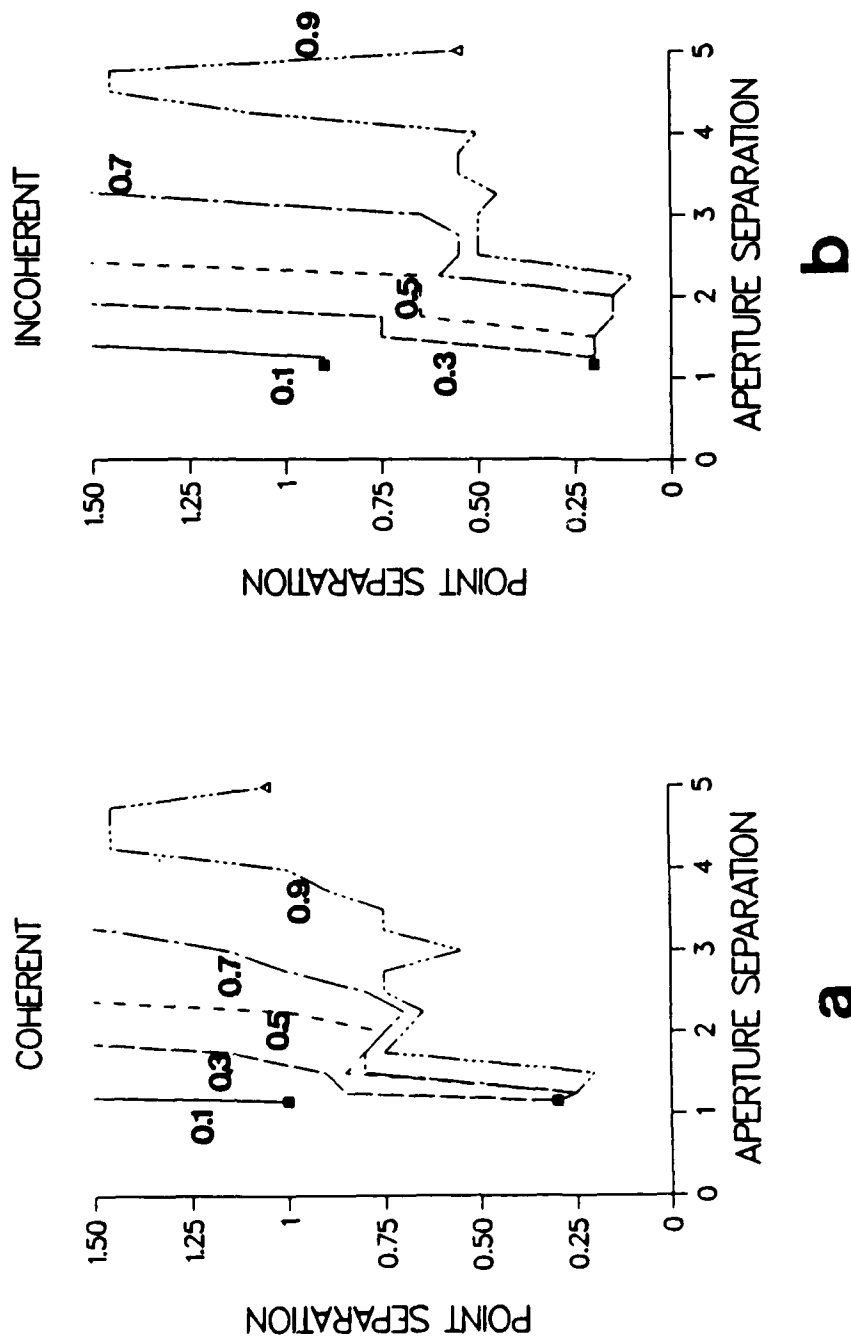 COHERENT
POINT SEPARATION
1.50
1.25
1
0.75
0.50
0.25
0
0.1
0.3
0.5
0.7
0.9
0 1 2 3 4 5
APERTURE SEPARATION
a
INCOHERENT
POINT SEPARATION
1.50
1.25
1
0.75
0.50
0.25
0
0.1
0.3
0.5
0.7
0.9
0 1 2 3 4 5
APERTURE SEPARATION
b